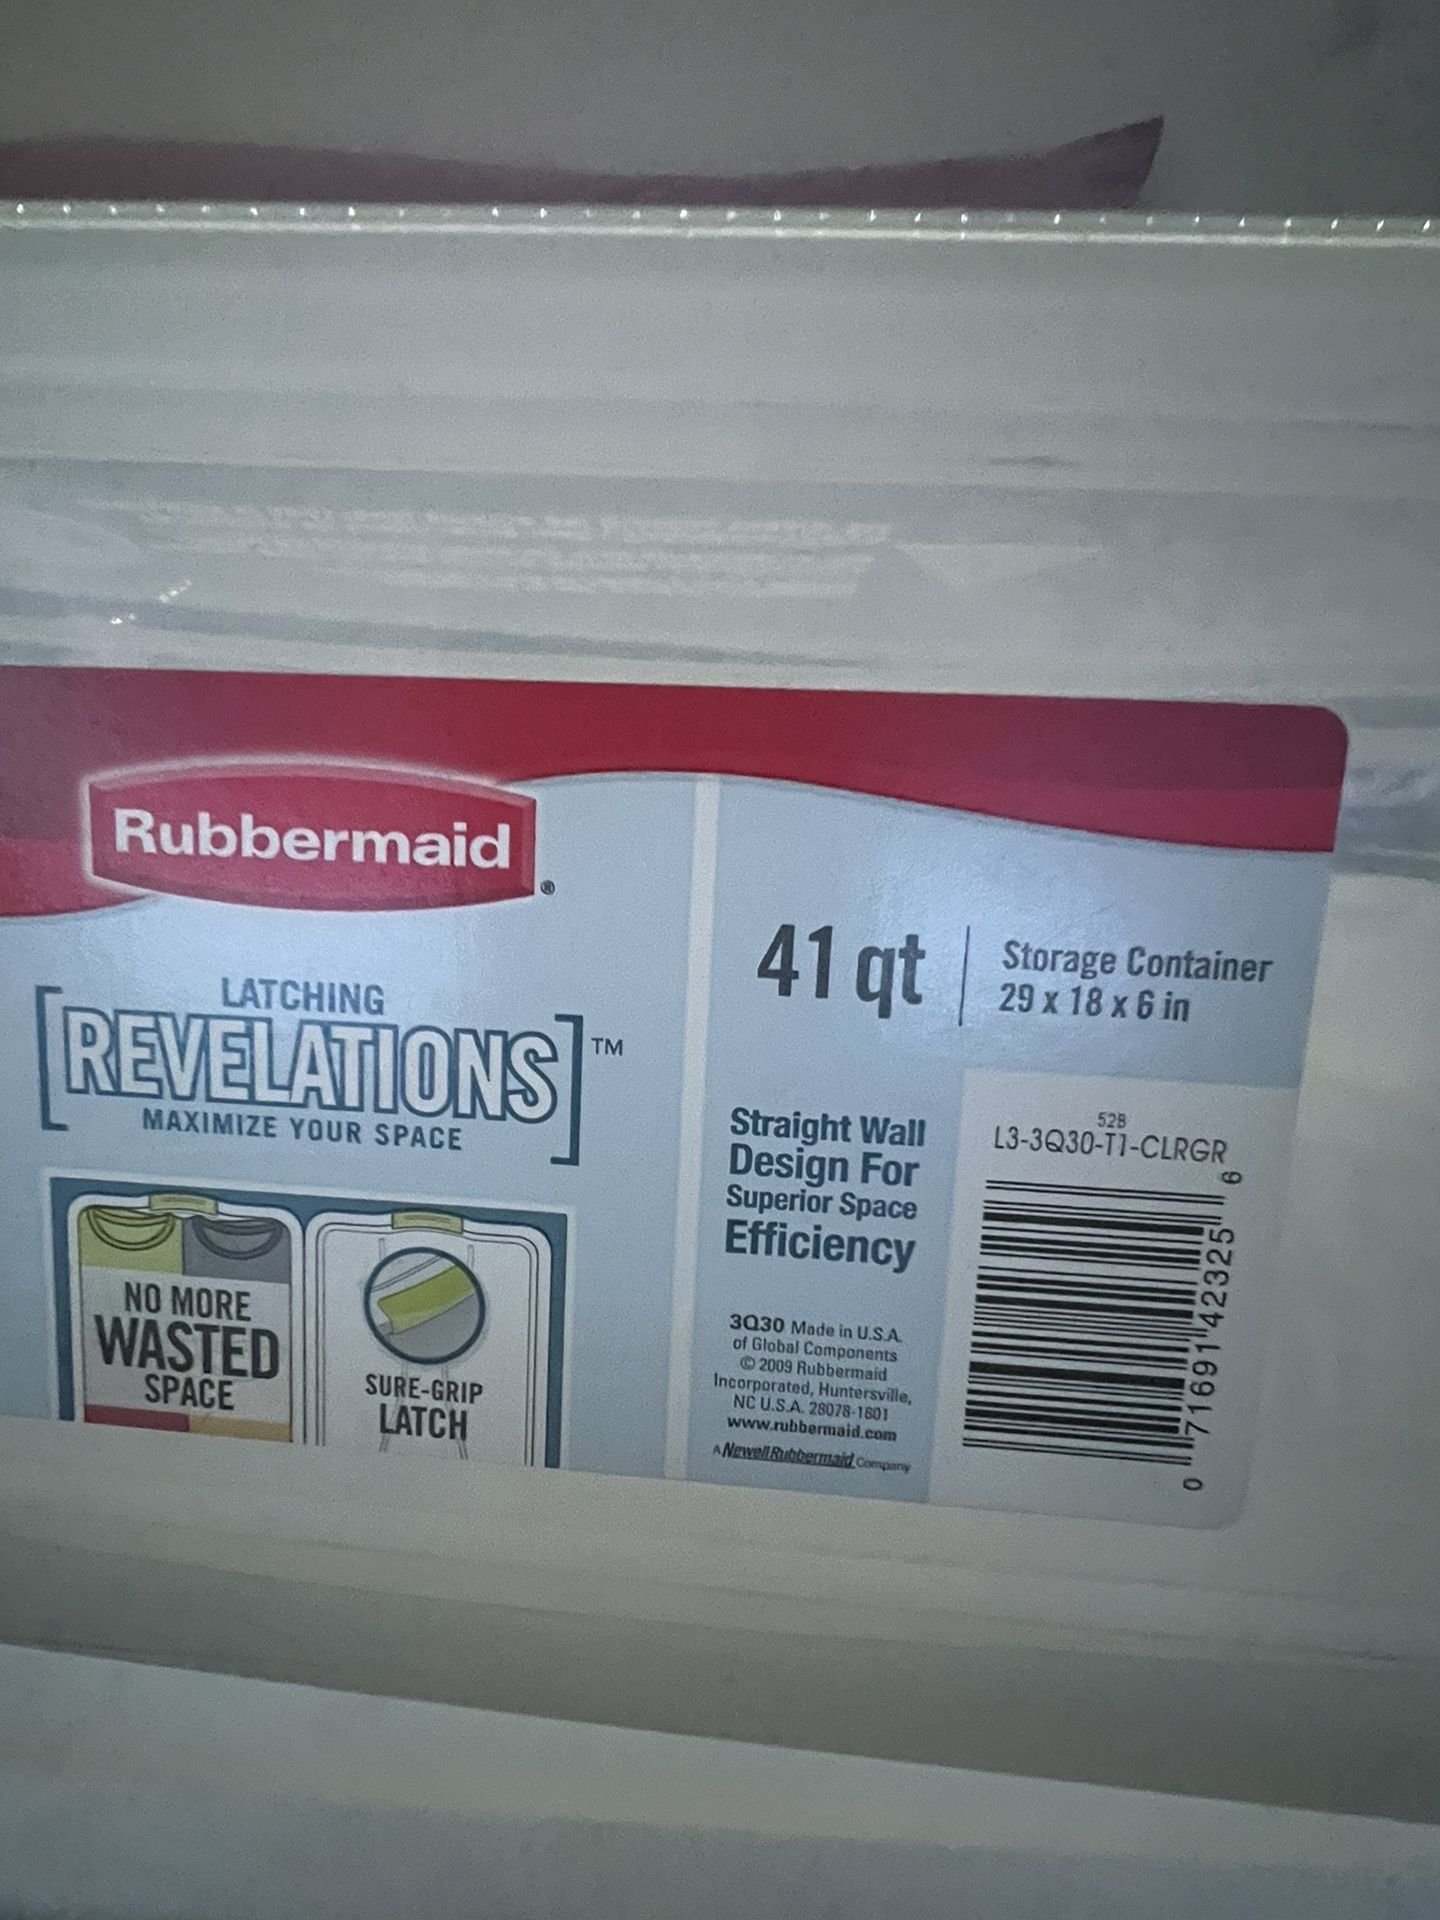 Rubbermaid®
LATCHING
[REVELATIONS]™
MAXIMIZE YOUR SPACE
NO MORE
WASTED
SPACE
SURE-GRIP
LATCH
41 qt
Storage Container
29 x 18 x 6 in
Straight Wall
Design For
Superior Space
Efficiency
3Q30 Made in U.S.A.
of Global Components
© 2009 Rubbermaid
Incorporated, Huntersville,
NC U.S.A. 28078-1801
www.rubbermaid.com
A Newell Rubbermaid Company
52B
L3-3Q30-T1-CLRGR
0 71691 42325 6